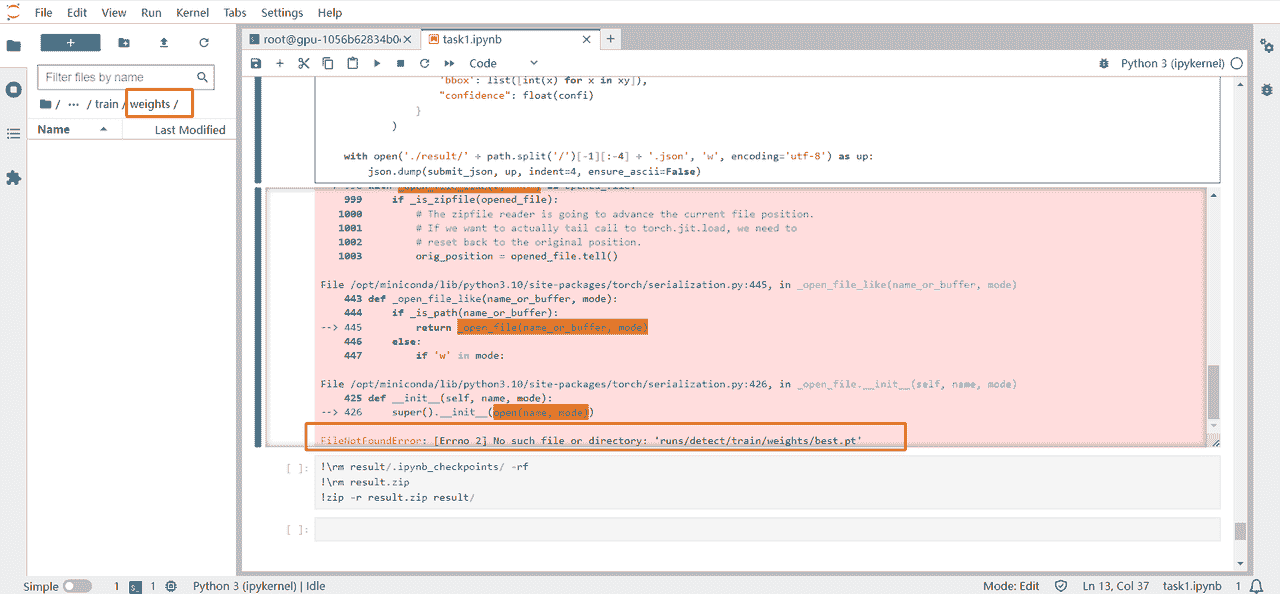 File Edit View Run Kernel Tabs Settings Help
Filter files by name
/ ··· / train / weights /
Name Last Modified
root@gpu-1056b62834b0
task1.ipynb
Code
Python 3 (ipykernel)
'bbox': list([int(x) for x in xy]),
"confidence": float(confi)
}
)
with open('./result/' + path.split('/')[-1][:-4] + '.json', 'w', encoding='utf-8') as up:
json.dump(submit_json, up, indent=4, ensure_ascii=False)
999 if _is_zipfile(opened_file):
1000 # The zipfile reader is going to advance the current file position.
1001 # If we want to actually tail call to torch.jit.load, we need to
1002 # reset back to the original position.
1003 orig_position = opened_file.tell()
File /opt/miniconda/lib/python3.10/site-packages/torch/serialization.py:445, in _open_file_like(name_or_buffer, mode)
443 def _open_file_like(name_or_buffer, mode):
444 if _is_path(name_or_buffer):
--> 445 return _open_file(name_or_buffer, mode)
446 else:
447 if 'w' in mode:
File /opt/miniconda/lib/python3.10/site-packages/torch/serialization.py:426, in _open_file.__init__(self, name, mode)
425 def __init__(self, name, mode):
--> 426 super().__init__(open(name, mode))
FileNotFoundError: [Errno 2] No such file or directory: 'runs/detect/train/weights/best.pt'
[ ]: !\rm result/.ipynb_checkpoints/ -rf
!\rm result.zip
!zip -r result.zip result/
[ ]:
Simple 1 1 Python 3 (ipykernel) | Idle Mode: Edit Ln 13, Col 37 task1.ipynb 1